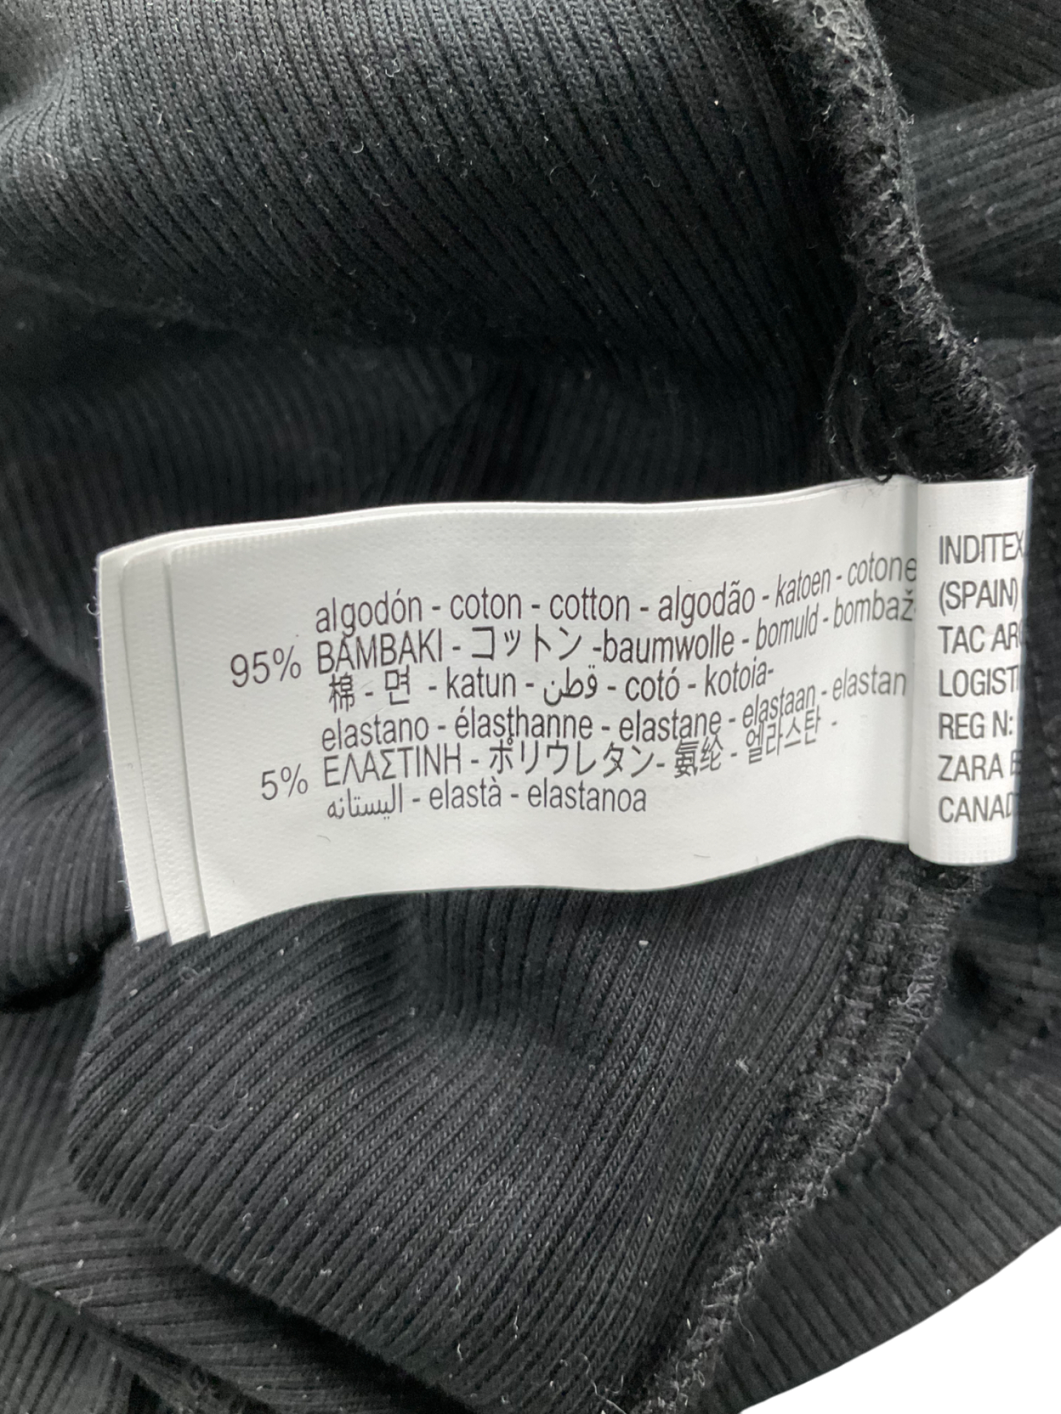 95% algodón - coton - cotton - algodão - katoen - cotone
BAMBAKI - コットン -baumwolle - bomuld - bombaž
棉 - 면 - katun - قطن - cotó - kotoia-
5% elastano - élasthanne - elastane - elastaan - elastan
ΕΛΑΣΤΙΝΗ - ポリウレタン- 氨纶 - 엘라스탄 -
اليستانه - elastà - elastanoa
INDITEX
(SPAIN)
TAC
LOGIST
REG N:
ZARA
CANAD